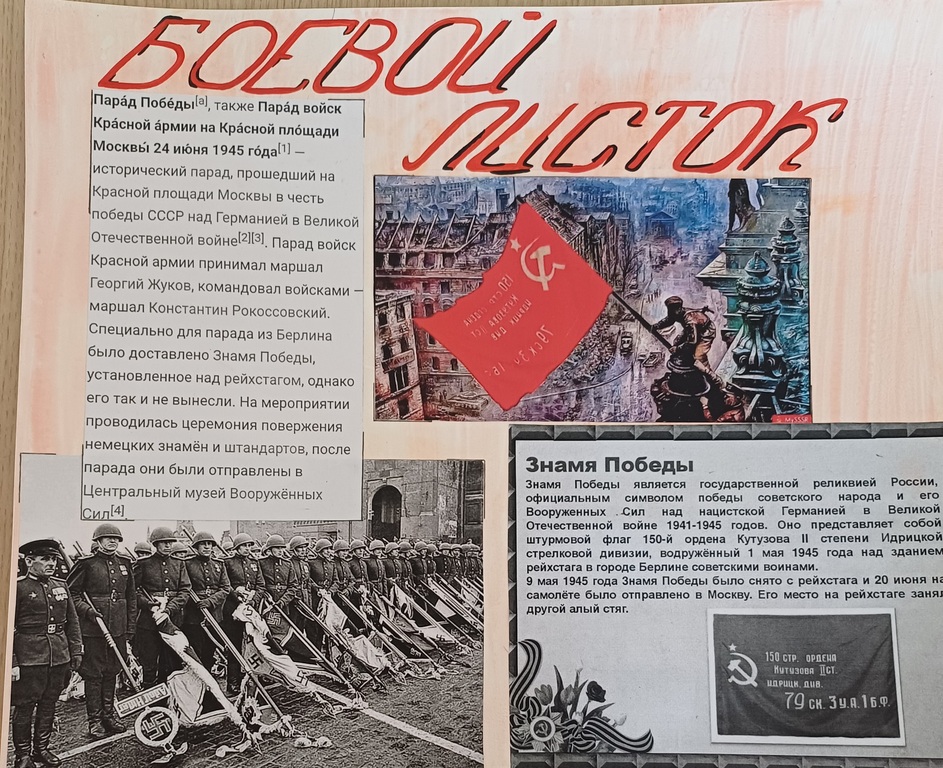 БОЕВОЙ
ЛИСТОК
Пара́д Побе́ды[a], также Пара́д войск
Кра́сной а́рмии на Кра́сной пло́щади
Москвы́ 24 ию́ня 1945 го́да[1] —
исторический парад, прошедший на
Красной площади Москвы в честь
победы СССР над Германией в Великой
Отечественной войне[2][3]. Парад войск
Красной армии принимал маршал
Георгий Жуков, командовал войсками —
маршал Константин Рокоссовский.
Специально для парада из Берлина
было доставлено Знамя Победы,
установленное над рейхстагом, однако
его так и не вынесли. На мероприятии
проводилась церемония повержения
немецких знамён и штандартов, после
парада они были отправлены в
Центральный музей Вооружённых
Сил[4]
Знамя Победы
Знамя Победы является государственной реликвией России,
официальным символом победы советского народа и его
Вооруженных Сил над нацистской Германией в Великой
Отечественной войне 1941-1945 годов. Оно представляет собой
штурмовой флаг 150-й ордена Кутузова II степени Идрицкой
стрелковой дивизии, водружённый 1 мая 1945 года над зданием
рейхстага в городе Берлине советскими воинами.
9 мая 1945 года Знамя Победы было снято с рейхстага и 20 июня на
самолёте было отправлено в Москву. Его место на рейхстаге занял
другой алый стяг.
150 СТР. ОРДЕНА
КУТУЗОВА II СТ.
ИДРИЦК. ДИВ.
79 СК. 3 У.А. 1 Б.Ф.